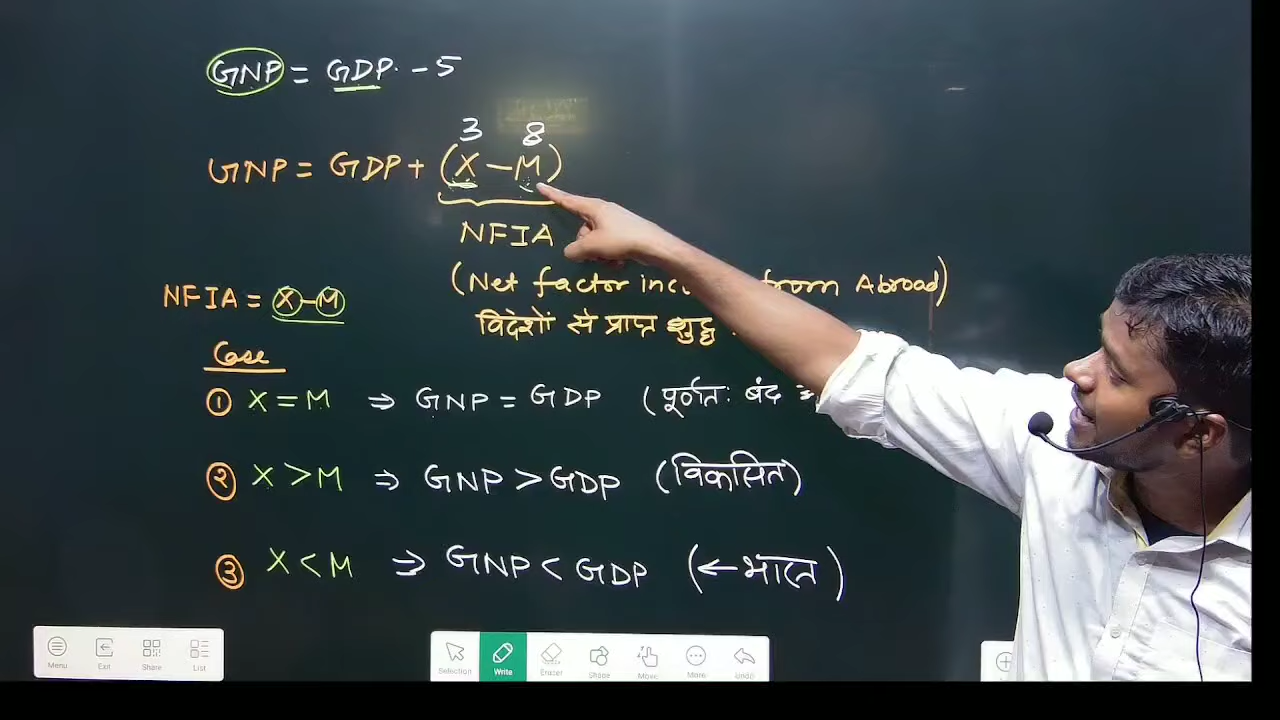 GNP = GDP - 5
3 8
GNP = GDP + (X - M)
NFIA
(Net factor from Abroad)
NFIA = X - M
विदेशों से प्राप्त शुद्ध
Case
① X = M ⇒ GNP = GDP (पूर्णतः बंद
② X > M ⇒ GNP > GDP (विकसित)
③ X < M ⇒ GNP < GDP (← भारत)
Menu Exit Share List Selection Write Eraser Shape Move More Undo